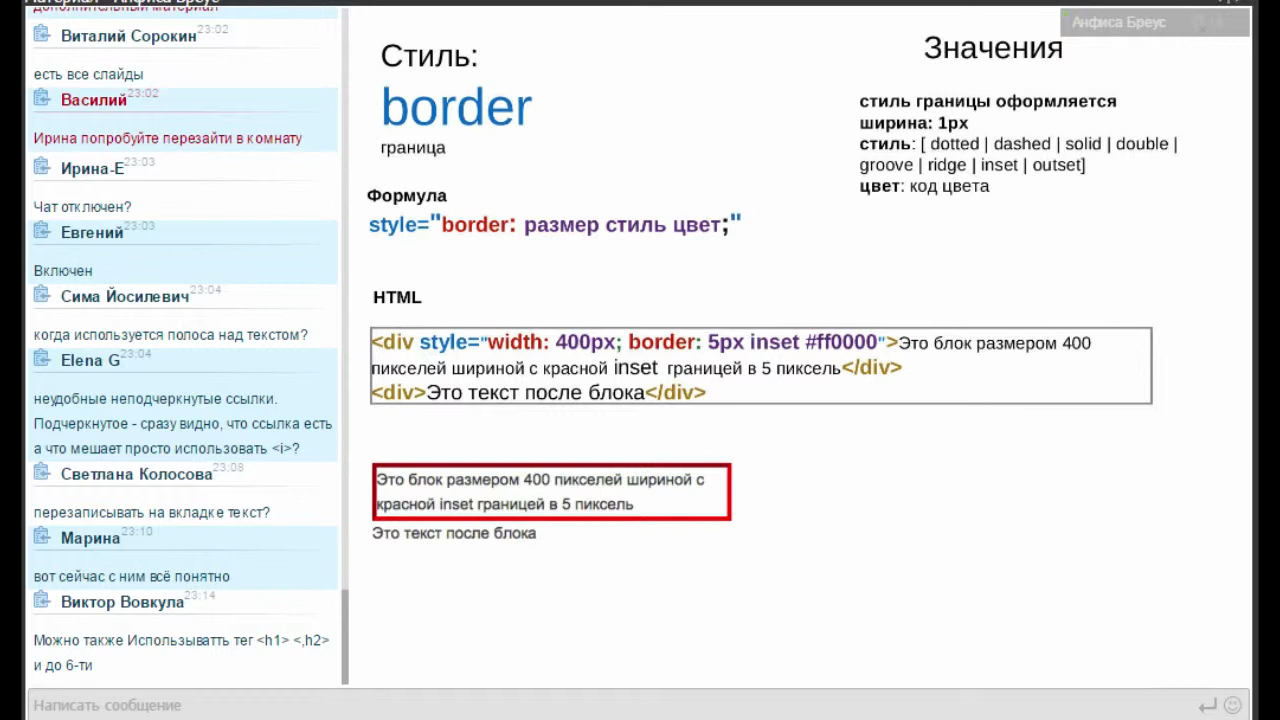 Материал - Анфиса Бреус
дополнительный материал
Виталий Сорокин 23:02
есть все слайды
Василий 23:02
Ирина попробуйте перезайти в комнату
Ирина-Е 23:03
Чат отключен?
Евгений 23:03
Включен
Сима Йосилевич 23:04
когда используется полоса над текстом?
Elena G 23:04
неудобные неподчеркнутые ссылки.
Подчеркнутое - сразу видно, что ссылка есть
а что мешает просто использовать <i>?
Светлана Колосова 23:08
перезаписывать на вкладке текст?
Марина 23:10
вот сейчас с ним всё понятно
Виктор Вовкула 23:14
Можно также Использыватть тег <h1> <,h2>
и до 6-ти
Написать сообщение
Анфиса Бреус
Стиль:
border
граница
Формула
style="border: размер стиль цвет;"
Значения
стиль границы оформляется
ширина: 1px
стиль: [ dotted | dashed | solid | double |
groove | ridge | inset | outset]
цвет: код цвета
HTML
<div style="width: 400px; border: 5px inset #ff0000">Это блок размером 400
пикселей шириной с красной inset границей в 5 пиксель</div>
<div>Это текст после блока</div>
Это блок размером 400 пикселей шириной с
красной inset границей в 5 пиксель
Это текст после блока